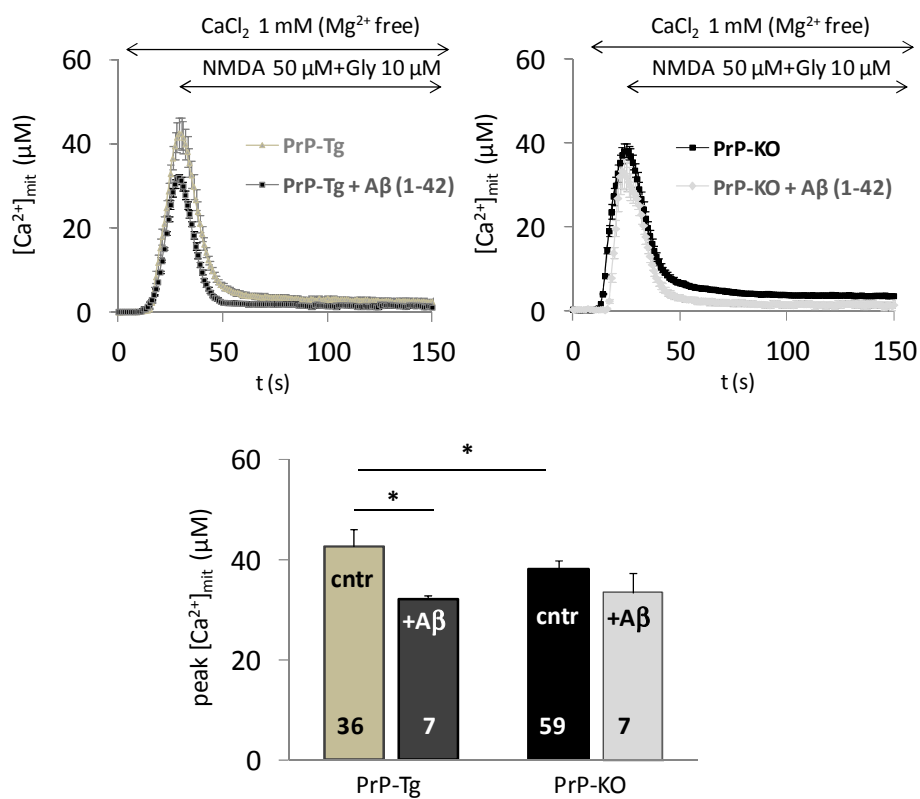 CaCl₂ 1 mM (Mg²⁺ free)
NMDA 50 µM+Gly 10 µM
[Ca²⁺]mit (µM)
60
40
20
0
PrP-Tg
PrP-Tg + Aβ (1-42)
0 50 100 150
t (s)
CaCl₂ 1 mM (Mg²⁺ free)
NMDA 50 µM+Gly 10 µM
[Ca²⁺]mit (µM)
60
40
20
0
PrP-KO
PrP-KO + Aβ (1-42)
0 50 100 150
t (s)
peak [Ca²⁺]mit (µM)
60
40
20
0
*
*
cntr
+Aβ
cntr
+Aβ
36 7 59 7
PrP-Tg PrP-KO